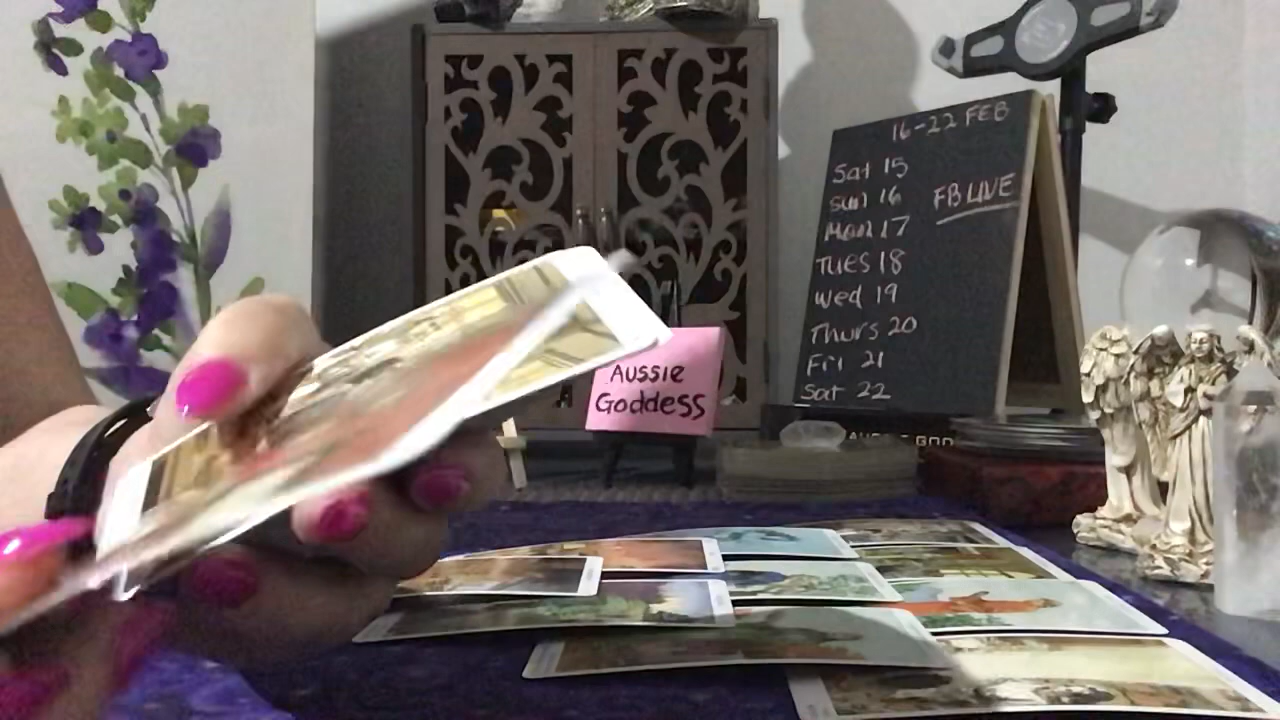 16-22 FEB
Sat 15
Sun 16
FB LIVE
Mon 17
Tues 18
Wed 19
Thurs 20
Fri 21
Sat 22
Aussie
Goddess